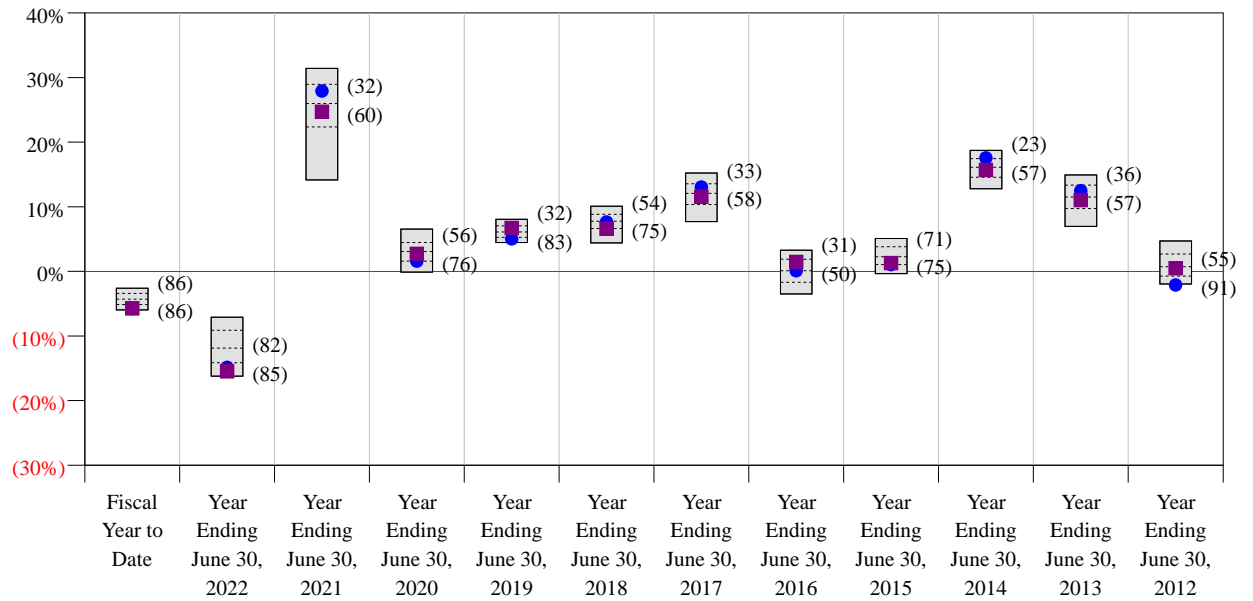 40%
30%
20%
10%
0%
(10%)
(20%)
(30%)
(86)
(86)
(82)
(85)
(32)
(60)
(56)
(76)
(32)
(83)
(54)
(75)
(33)
(58)
(31)
(50)
(71)
(75)
(23)
(57)
(36)
(57)
(55)
(91)
Fiscal
Year to
Date
Year
Ending
June 30,
2022
Year
Ending
June 30,
2021
Year
Ending
June 30,
2020
Year
Ending
June 30,
2019
Year
Ending
June 30,
2018
Year
Ending
June 30,
2017
Year
Ending
June 30,
2016
Year
Ending
June 30,
2015
Year
Ending
June 30,
2014
Year
Ending
June 30,
2013
Year
Ending
June 30,
2012